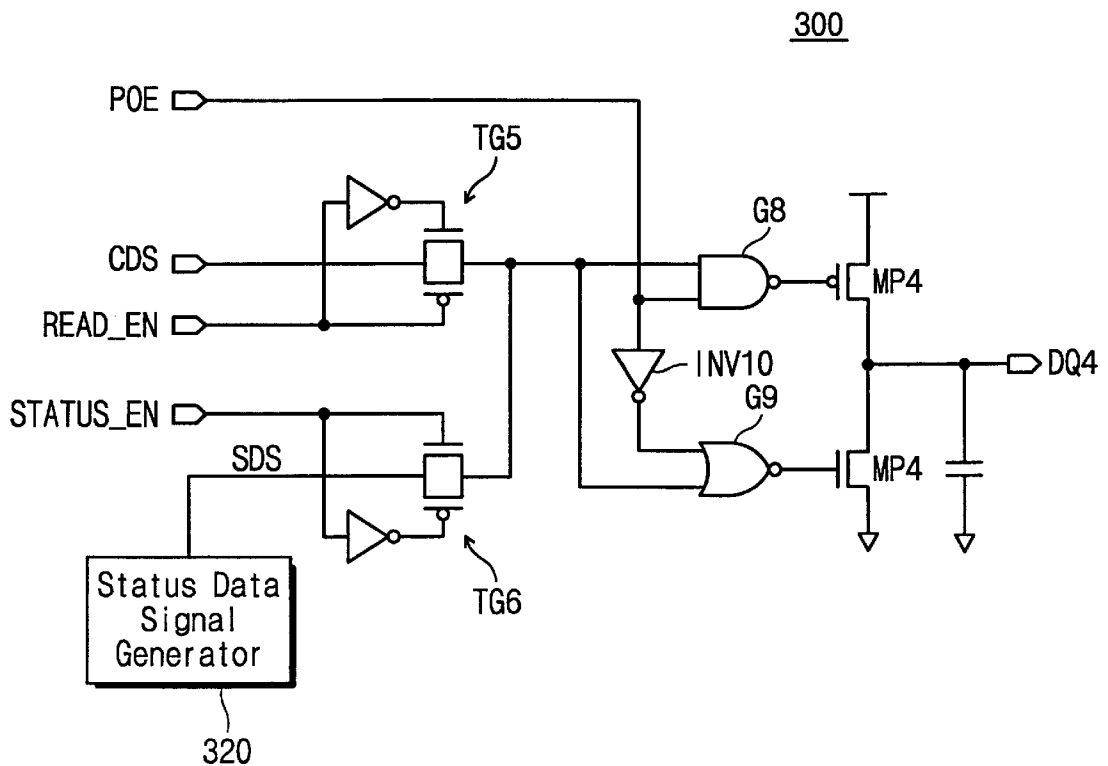 300
POE
TG5
G8
CDS
MP4
READ_EN
INV10
DQ4
STATUS_EN
G9
SDS
MP4
Status Data
Signal
Generator
TG6
320